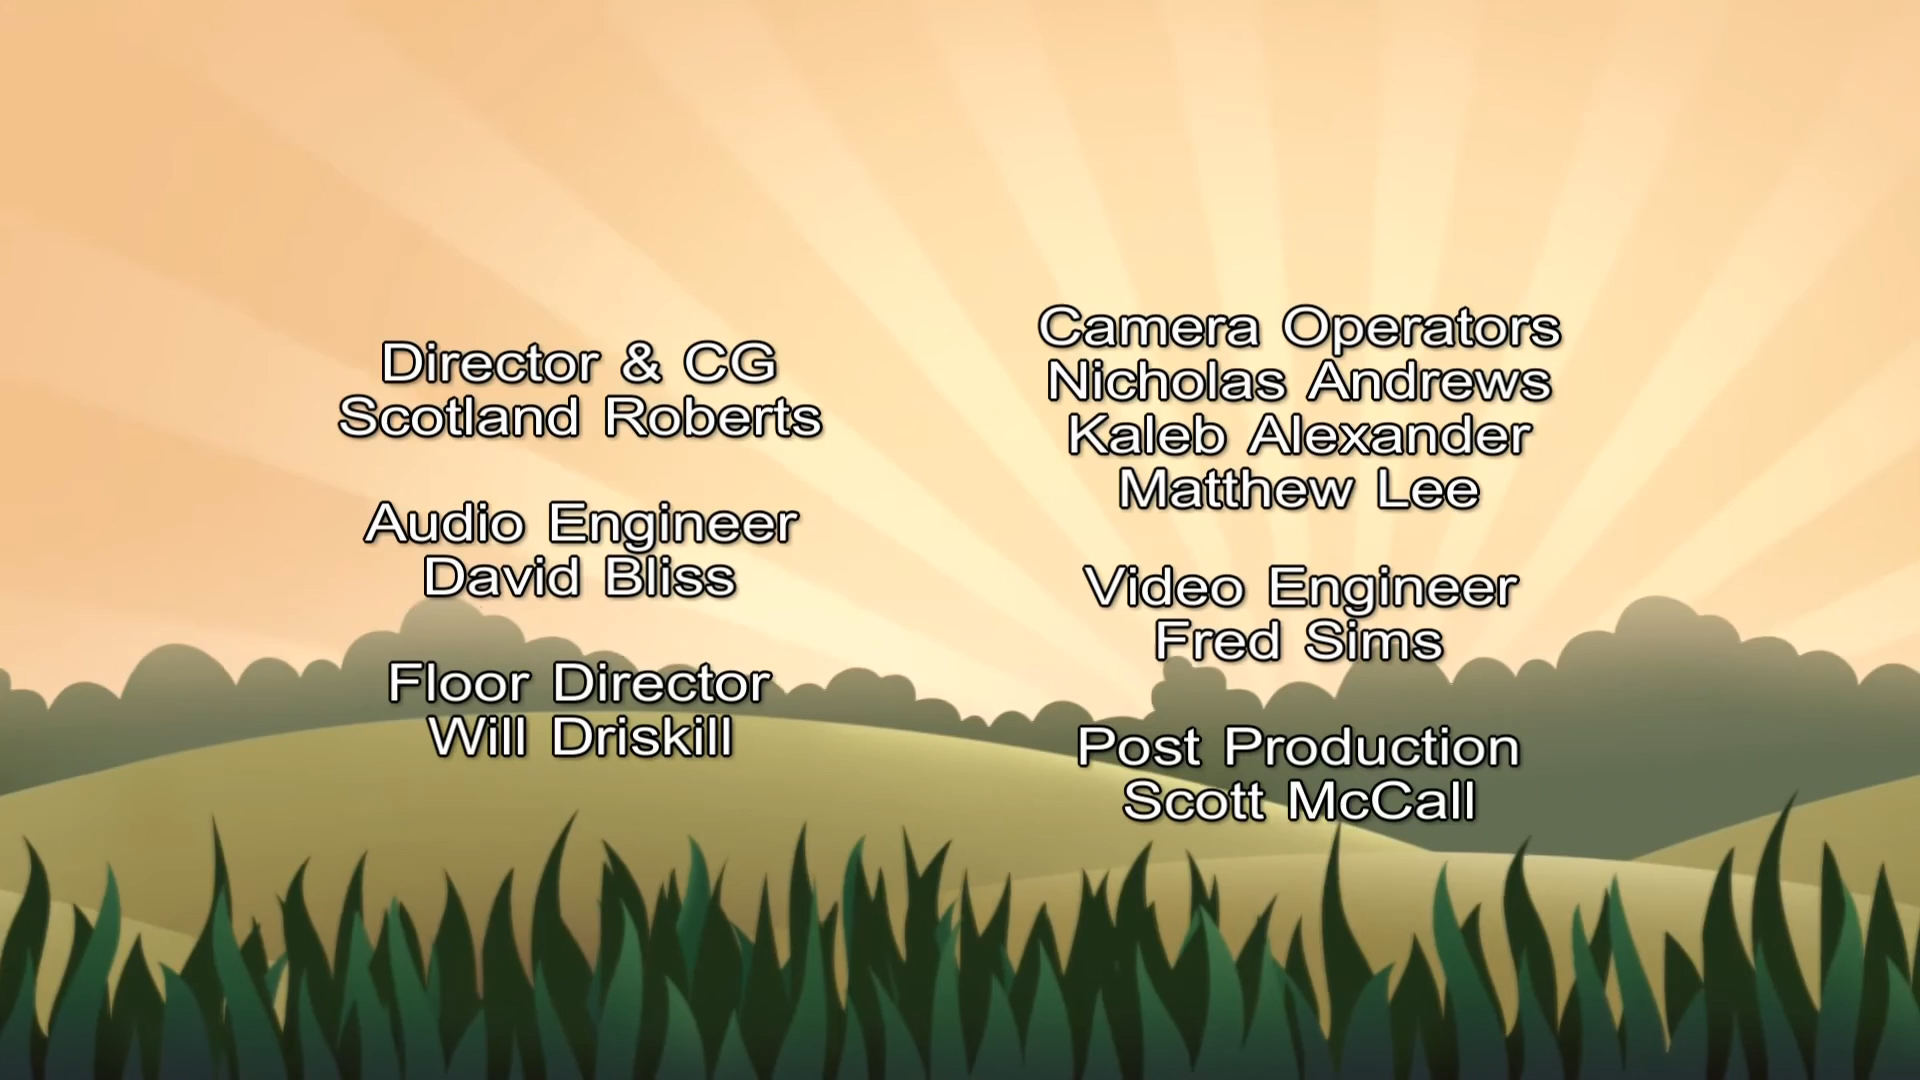 Director & CG
Scotland Roberts
Audio Engineer
David Bliss
Floor Director
Will Driskill
Camera Operators
Nicholas Andrews
Kaleb Alexander
Matthew Lee
Video Engineer
Fred Sims
Post Production
Scott McCall